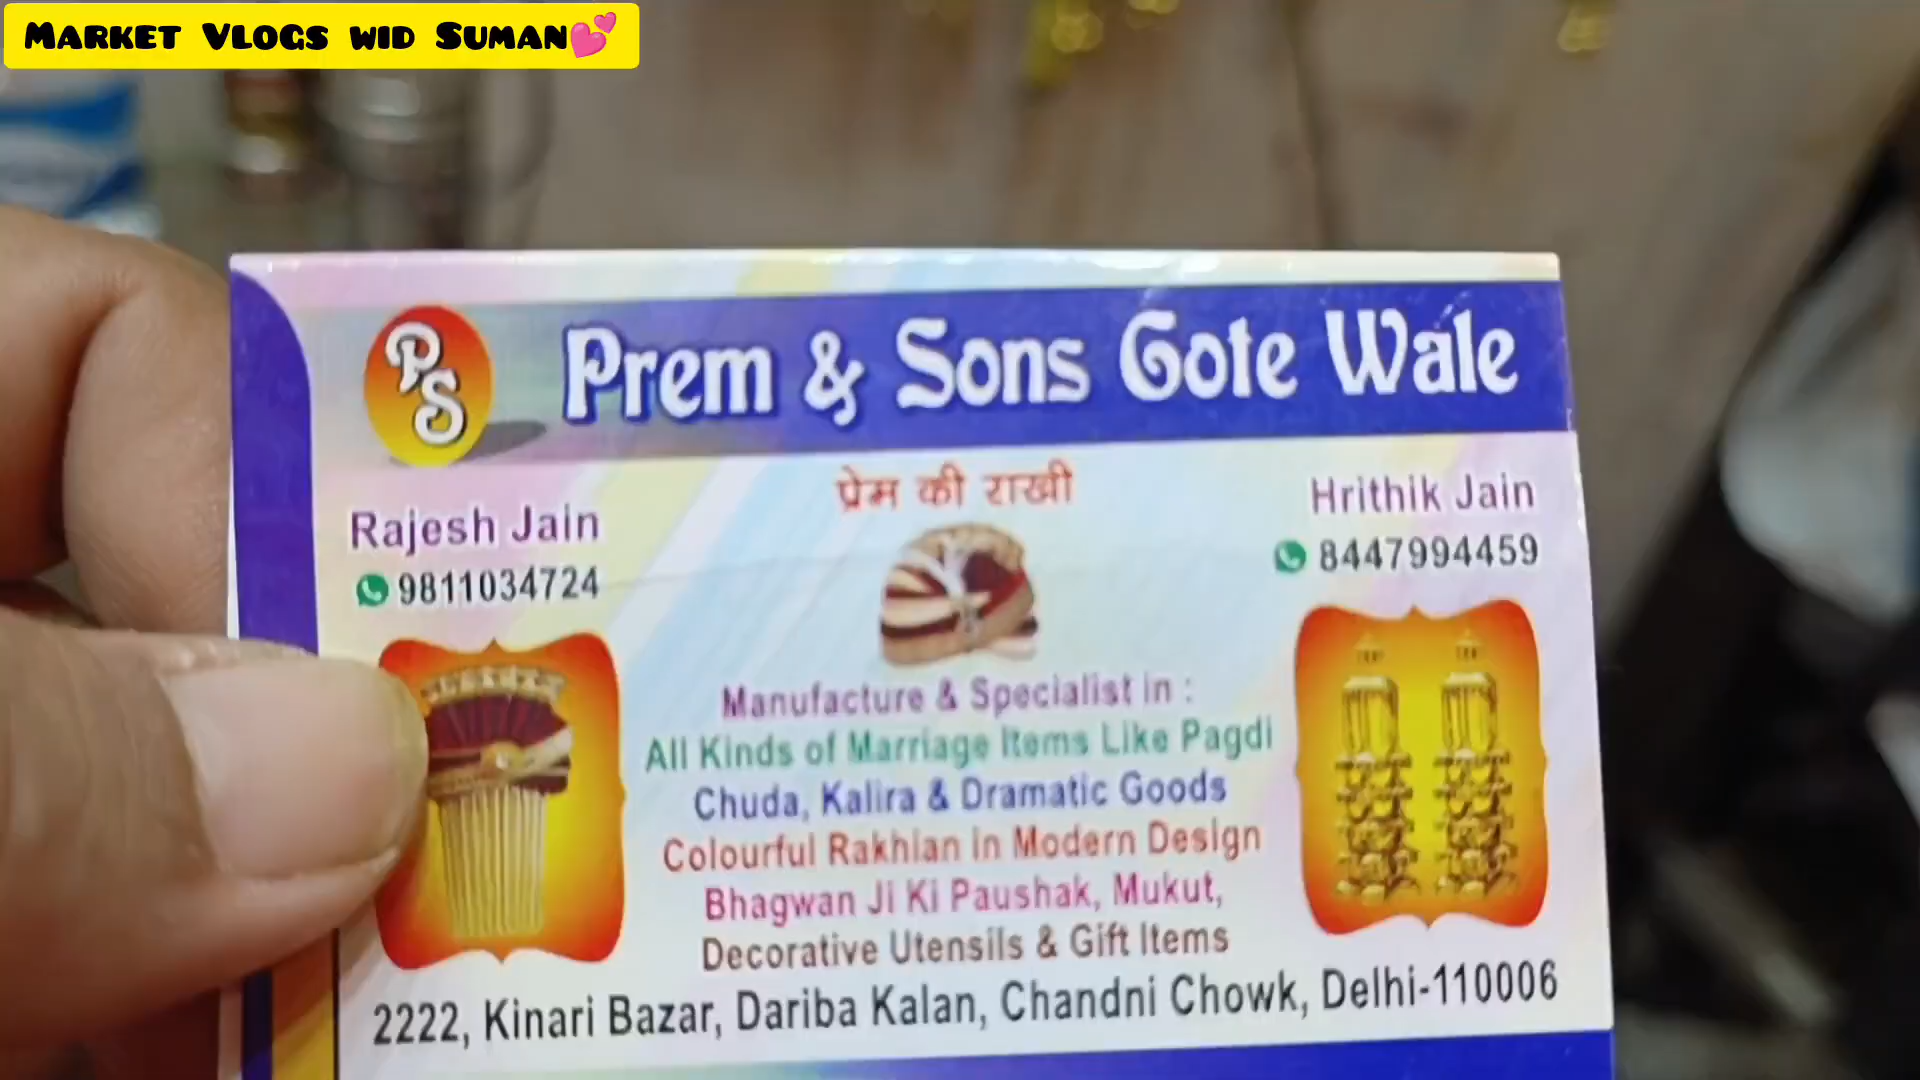 MARKET VLOGS WID SUMAN💕
PS
Prem & Sons Gote Wale
प्रेम की राखी
Rajesh Jain
9811034724
Hrithik Jain
8447994459
Manufacture & Specialist in :
All Kinds of Marriage Items Like Pagdi
Chuda, Kalira & Dramatic Goods
Colourful Rakhian in Modern Design
Bhagwan Ji Ki Paushak, Mukut,
Decorative Utensils & Gift Items
2222, Kinari Bazar, Dariba Kalan, Chandni Chowk, Delhi-110006